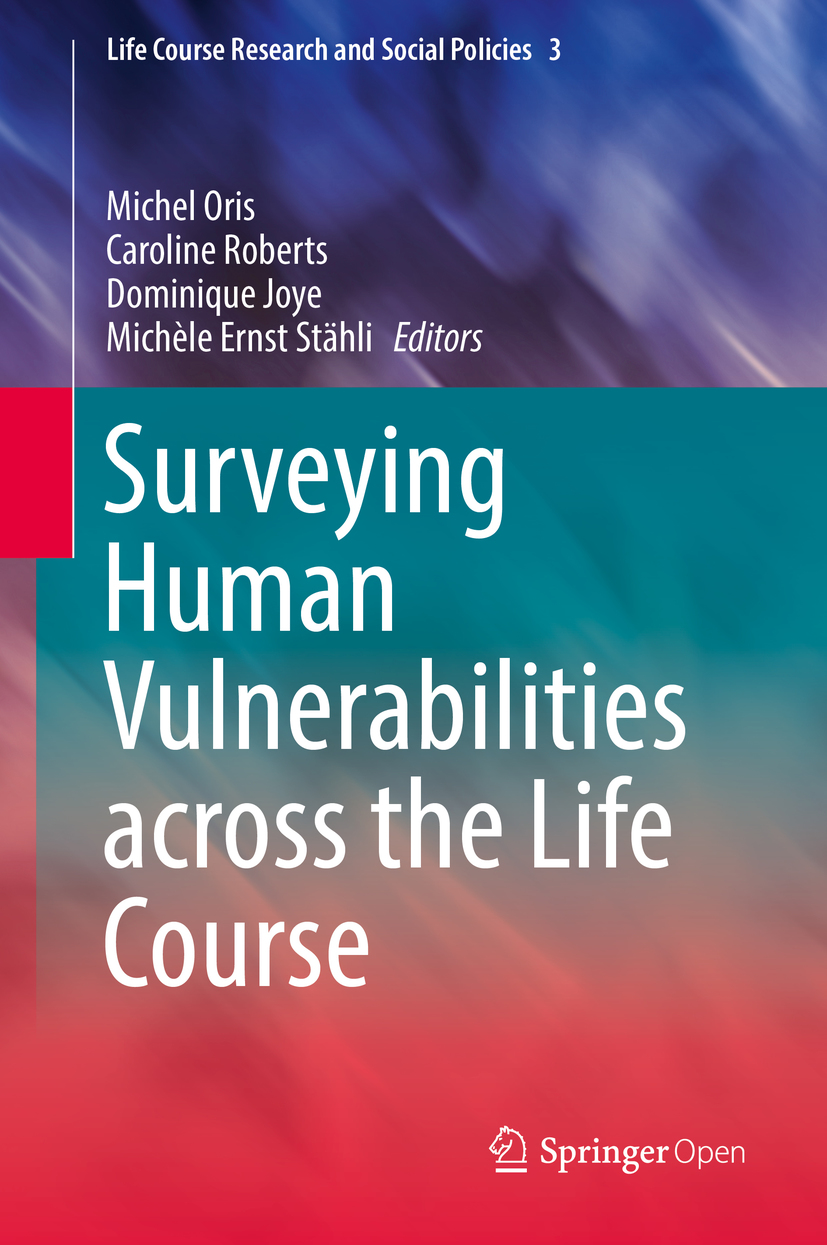 Life Course Research and Social Policies 3
Michel Oris
Caroline Roberts
Dominique Joye
Michèle Ernst Stähli Editors
Surveying
Human
Vulnerabilities
across the Life
Course
Springer Open